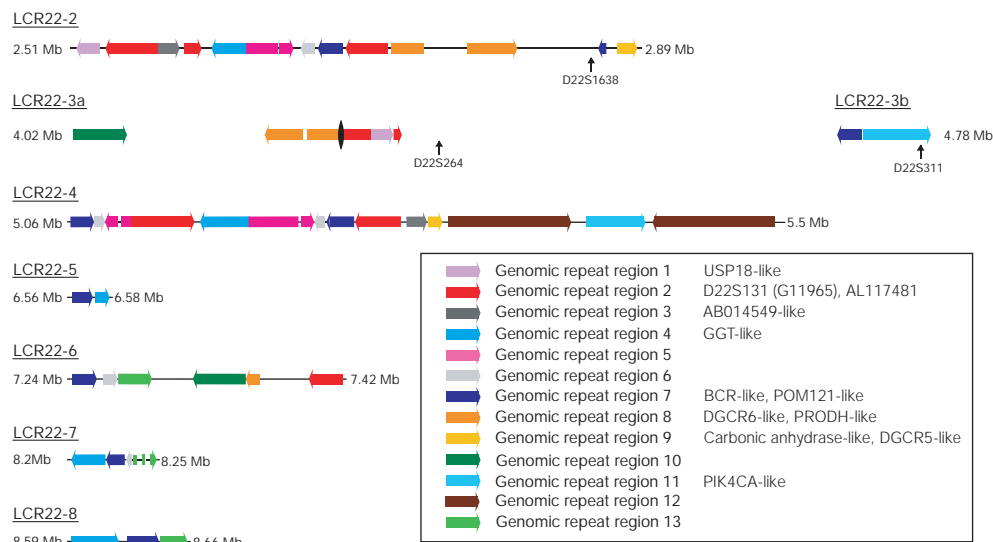 LCR22-2
2.51 Mb 2.89 Mb
D22S1638
LCR22-3a LCR22-3b
4.02 Mb 4.78 Mb
D22S264 D22S311
LCR22-4
5.06 Mb 5.5 Mb
LCR22-5
6.56 Mb 6.58 Mb
LCR22-6
7.24 Mb 7.42 Mb
LCR22-7
8.2Mb 8.25 Mb
LCR22-8
8.59 Mb 8.66 Mb
Genomic repeat region 1 USP18-like
Genomic repeat region 2 D22S131 (G11965), AL117481
Genomic repeat region 3 AB014549-like
Genomic repeat region 4 GGT-like
Genomic repeat region 5
Genomic repeat region 6
Genomic repeat region 7 BCR-like, POM121-like
Genomic repeat region 8 DGCR6-like, PRODH-like
Genomic repeat region 9 Carbonic anhydrase-like, DGCR5-like
Genomic repeat region 10
Genomic repeat region 11 PIK4CA-like
Genomic repeat region 12
Genomic repeat region 13